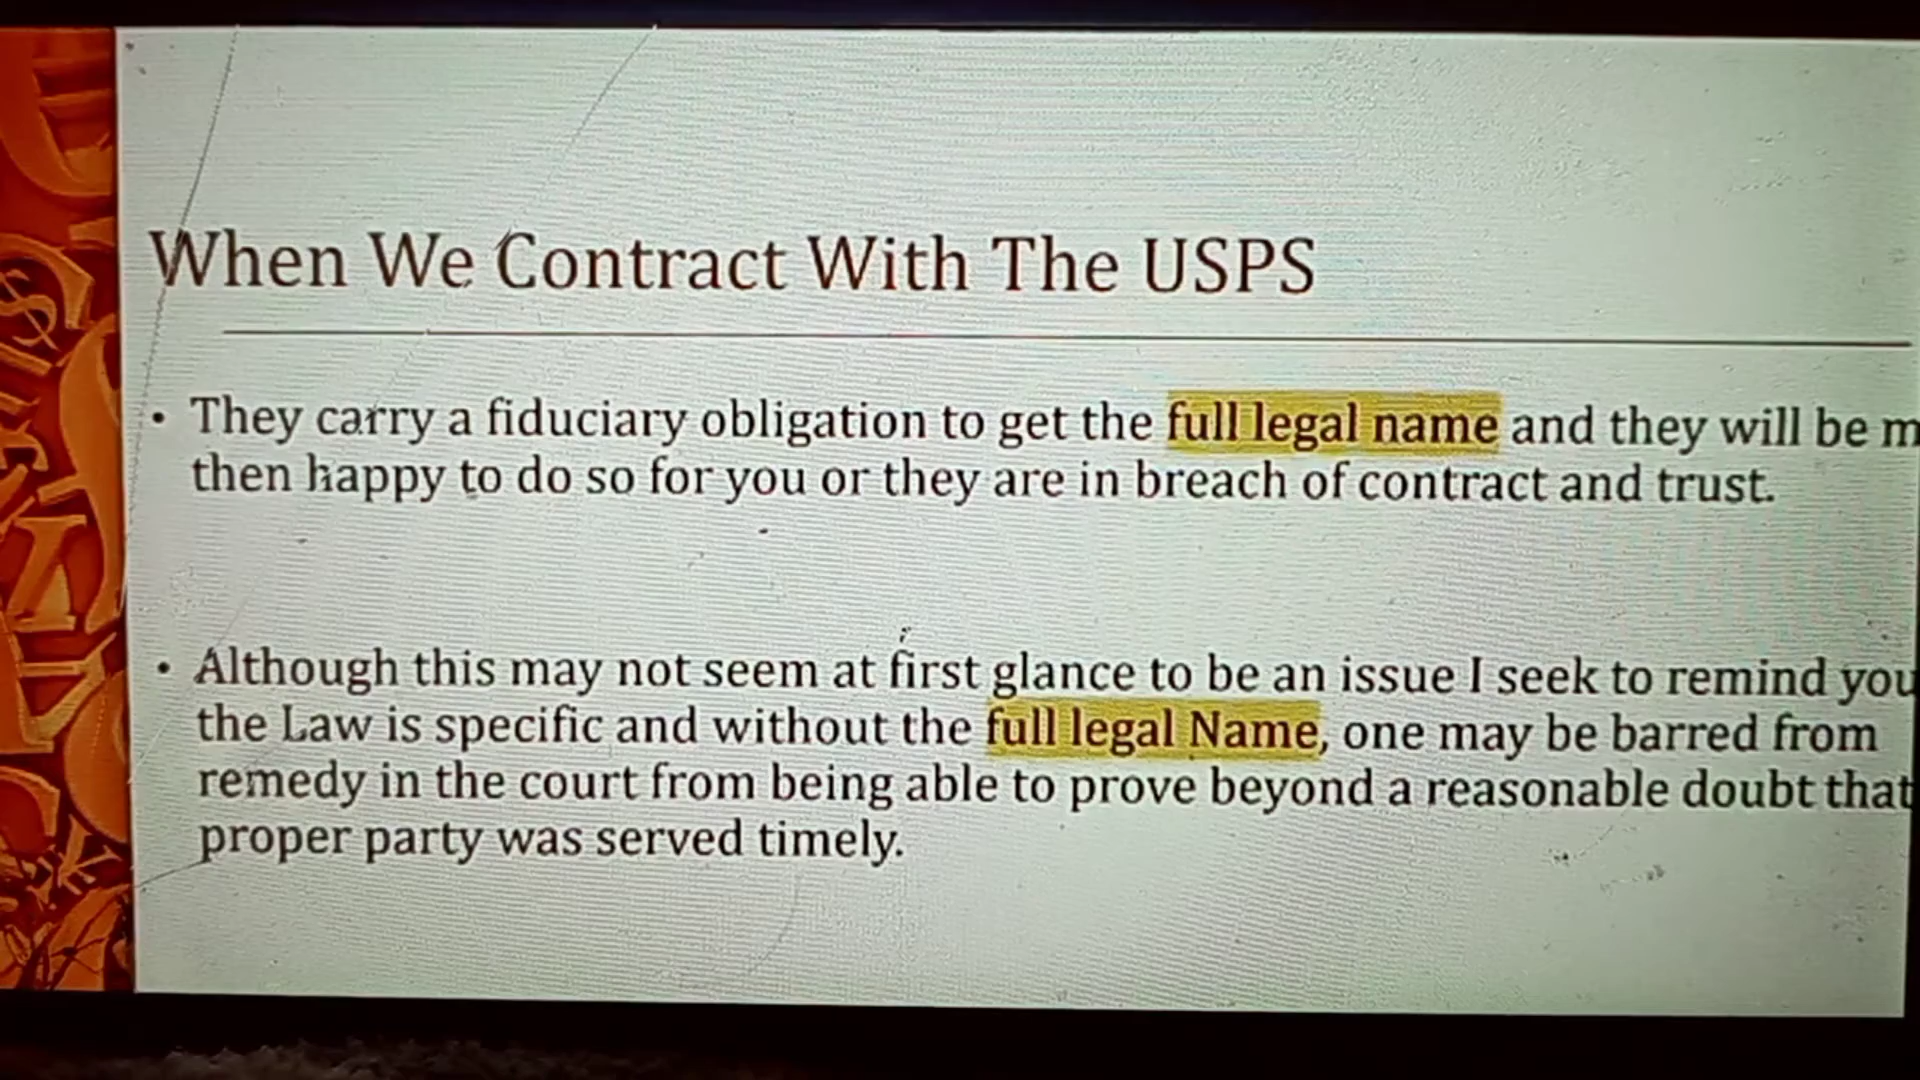 When We Contract With The USPS
• They carry a fiduciary obligation to get the full legal name and they will be m
then happy to do so for you or they are in breach of contract and trust.
• Although this may not seem at first glance to be an issue I seek to remind you
the Law is specific and without the full legal Name, one may be barred from
remedy in the court from being able to prove beyond a reasonable doubt that
proper party was served timely.